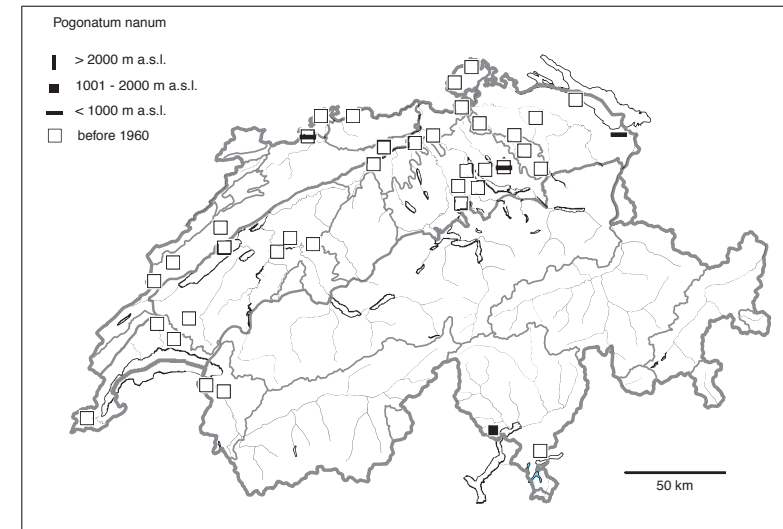 Pogonatum nanum
> 2000 m a.s.l.
1001 - 2000 m a.s.l.
< 1000 m a.s.l.
before 1960
50 km